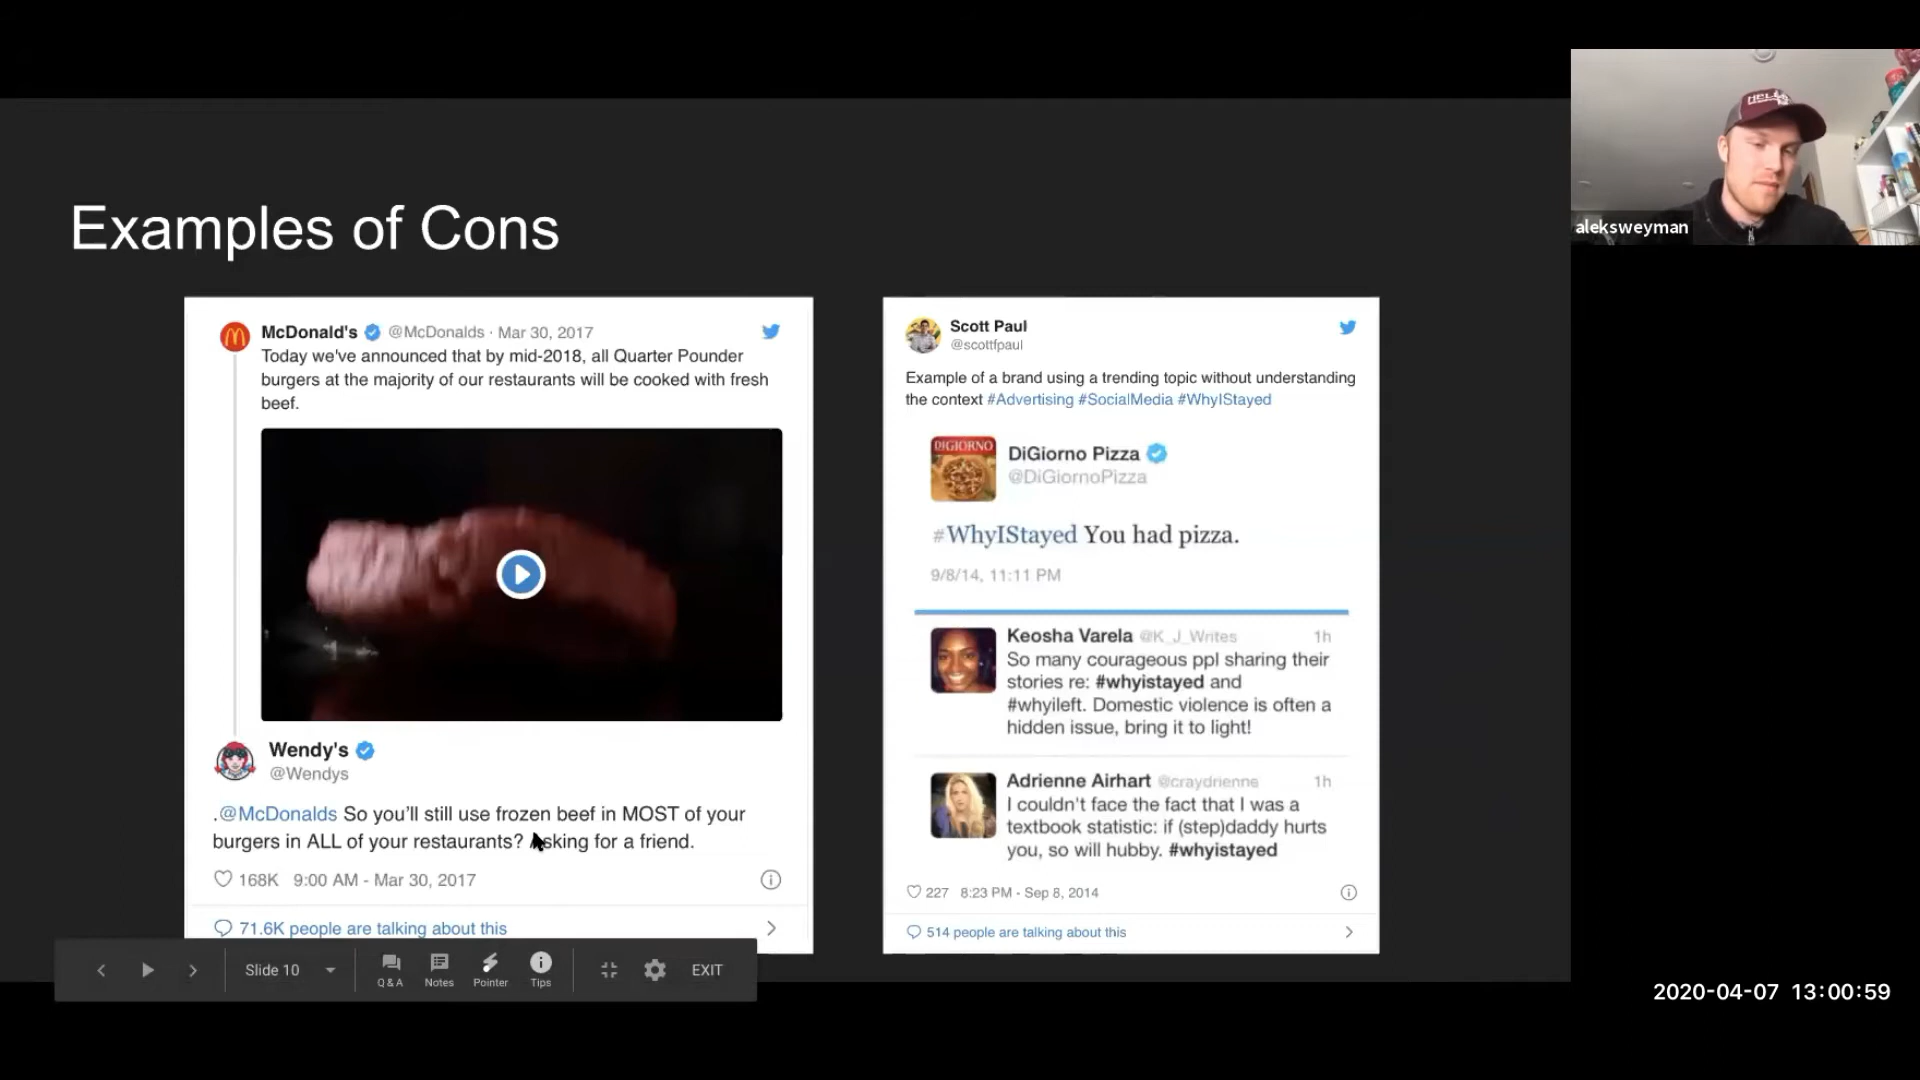 Examples of Cons
McDonald's @McDonalds · Mar 30, 2017
Today we've announced that by mid-2018, all Quarter Pounder
burgers at the majority of our restaurants will be cooked with fresh
beef.
Wendy's
@Wendys
.@McDonalds So you'll still use frozen beef in MOST of your
burgers in ALL of your restaurants? Asking for a friend.
168K 9:00 AM - Mar 30, 2017
71.6K people are talking about this
Scott Paul
@scottfpaul
Example of a brand using a trending topic without understanding
the context #Advertising #SocialMedia #WhyIStayed
DIGIORNO
DiGiorno Pizza
@DiGiornoPizza
#WhyIStayed You had pizza.
9/8/14, 11:11 PM
Keosha Varela @K_J_Writes 1h
So many courageous ppl sharing their
stories re: #whyistayed and
#whyileft. Domestic violence is often a
hidden issue, bring it to light!
Adrienne Airhart @craydrienne 1h
I couldn't face the fact that I was a
textbook statistic: if (step)daddy hurts
you, so will hubby. #whyistayed
227 8:23 PM - Sep 8, 2014
514 people are talking about this
Slide 10
Q & A
Notes
Pointer
Tips
EXIT
aleksweyman
2020-04-07 13:00:59